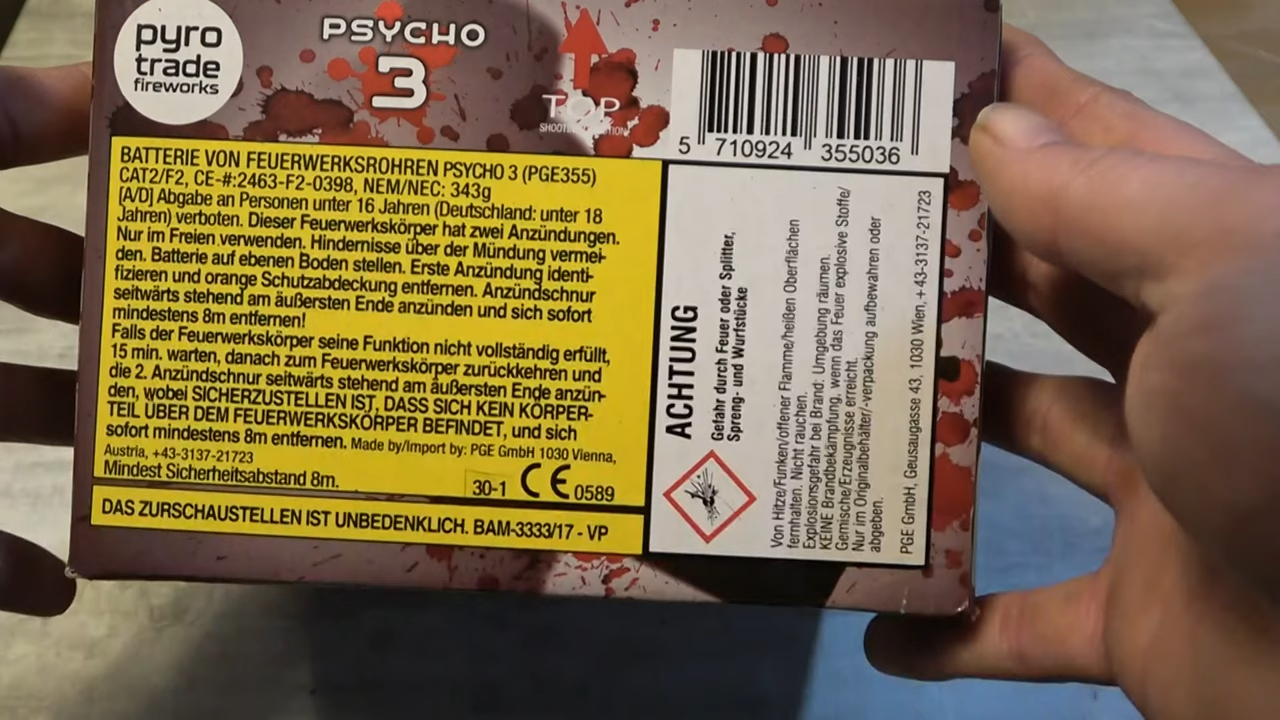 pyro
trade
fireworks
PSYCHO
3
TOP
5 710924 355036
BATTERIE VON FEUERWERKSROHREN PSYCHO 3 (PGE355)
CAT2/F2, CE-#:2463-F2-0398, NEM/NEC: 343g
[A/D] Abgabe an Personen unter 16 Jahren (Deutschland: unter 18
Jahren) verboten. Dieser Feuerwerkskörper hat zwei Anzündungen.
Nur im Freien verwenden. Hindernisse über der Mündung vermei-
den. Batterie auf ebenen Boden stellen. Erste Anzündung identi-
fizieren und orange Schutzabdeckung entfernen. Anzündschnur
seitwärts stehend am äußersten Ende anzünden und sich sofort
mindestens 8m entfernen!
Falls der Feuerwerkskörper seine Funktion nicht vollständig erfüllt,
15 min. warten, danach zum Feuerwerkskörper zurückkehren und
die 2. Anzündschnur seitwärts stehend am äußersten Ende anzün-
den, wobei SICHERZUSTELLEN IST, DASS SICH KEIN KÖRPER-
TEIL ÜBER DEM FEUERWERKSKÖRPER BEFINDET, und sich
sofort mindestens 8m entfernen. Made by/Import by: PGE GmbH 1030 Vienna,
Austria, +43-3137-21723
Mindest Sicherheitsabstand 8m.
30-1 CE 0589
DAS ZURSCHAUSTELLEN IST UNBEDENKLICH. BAM-3333/17 - VP
ACHTUNG
Gefahr durch Feuer oder Splitter,
Spreng- und Wurfstücke
Von Hitze/Funken/offener Flamme/heißen Oberflächen
fernhalten. Nicht rauchen.
Explosionsgefahr bei Brand: Umgebung räumen.
KEINE Brandbekämpfung, wenn das Feuer explosive Stoffe/
Gemische/Erzeugnisse erreicht.
Nur im Originalbehälter/-verpackung aufbewahren oder
abgeben.
PGE GmbH, Geusaugasse 43, 1030 Wien,+43-3137-21723